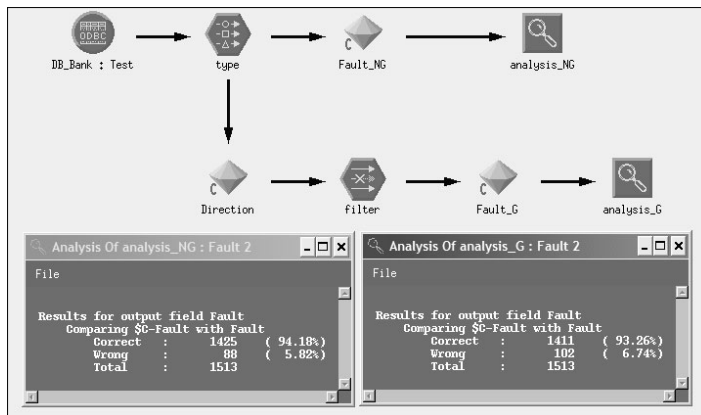 ODBC
DB_Bank : Test
type
C
Fault_NG
analysis_NG
C
Direction
filter
C
Fault_G
analysis_G
Analysis Of analysis_NG : Fault 2
File
Results for output field Fault
Comparing $C-Fault with Fault
Correct : 1425 ( 94.18%)
Wrong : 88 ( 5.82%)
Total : 1513
Analysis Of analysis_G : Fault 2
File
Results for output field Fault
Comparing $C-Fault with Fault
Correct : 1411 ( 93.26%)
Wrong : 102 ( 6.74%)
Total : 1513